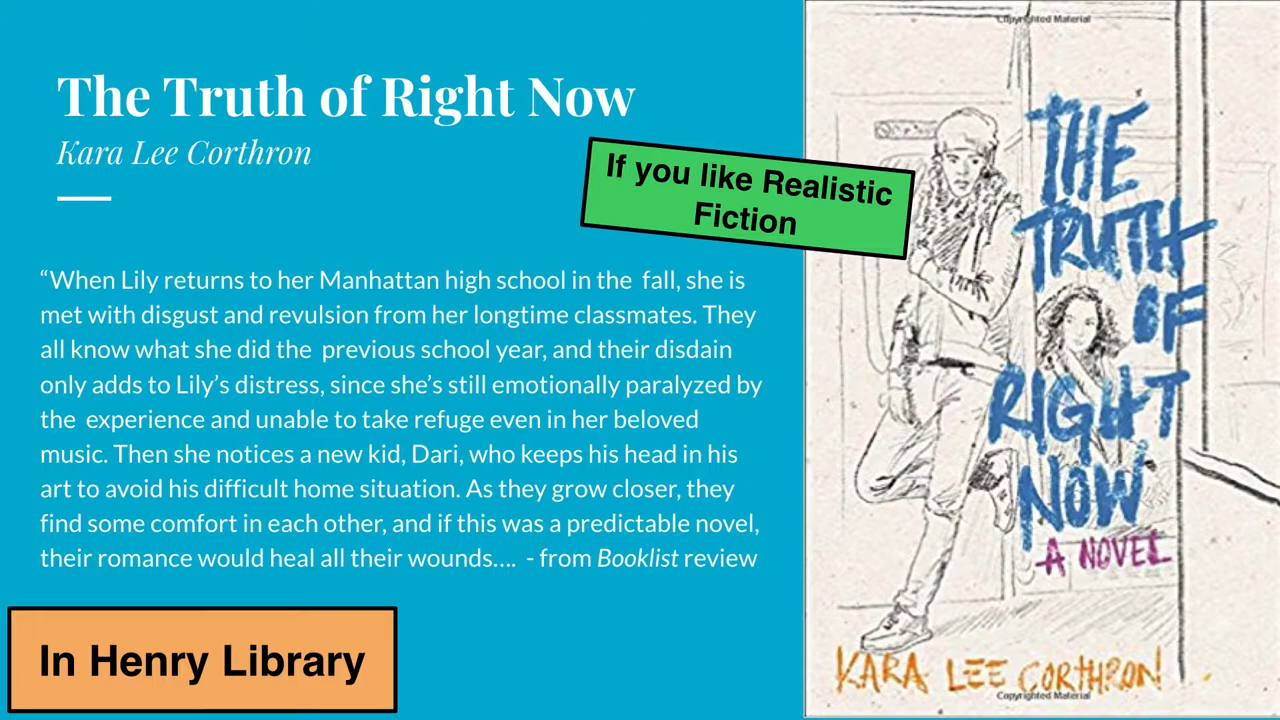 The Truth of Right Now
Kara Lee Corthron
If you like Realistic
Fiction
“When Lily returns to her Manhattan high school in the  fall, she is
met with disgust and revulsion from her longtime classmates. They
all know what she did the  previous school year, and their disdain
only adds to Lily’s distress, since she’s still emotionally paralyzed by
the  experience and unable to take refuge even in her beloved
music. Then she notices a new kid, Dari, who keeps his head in his
art to avoid his difficult home situation. As they grow closer, they
find some comfort in each other, and if this was a predictable novel,
their romance would heal all their wounds….  - from Booklist review
In Henry Library
Copyrighted Material
THE
TRUTH
OF
RIGHT
NOW
A NOVEL
KARA LEE CORTHRON
Copyrighted Material